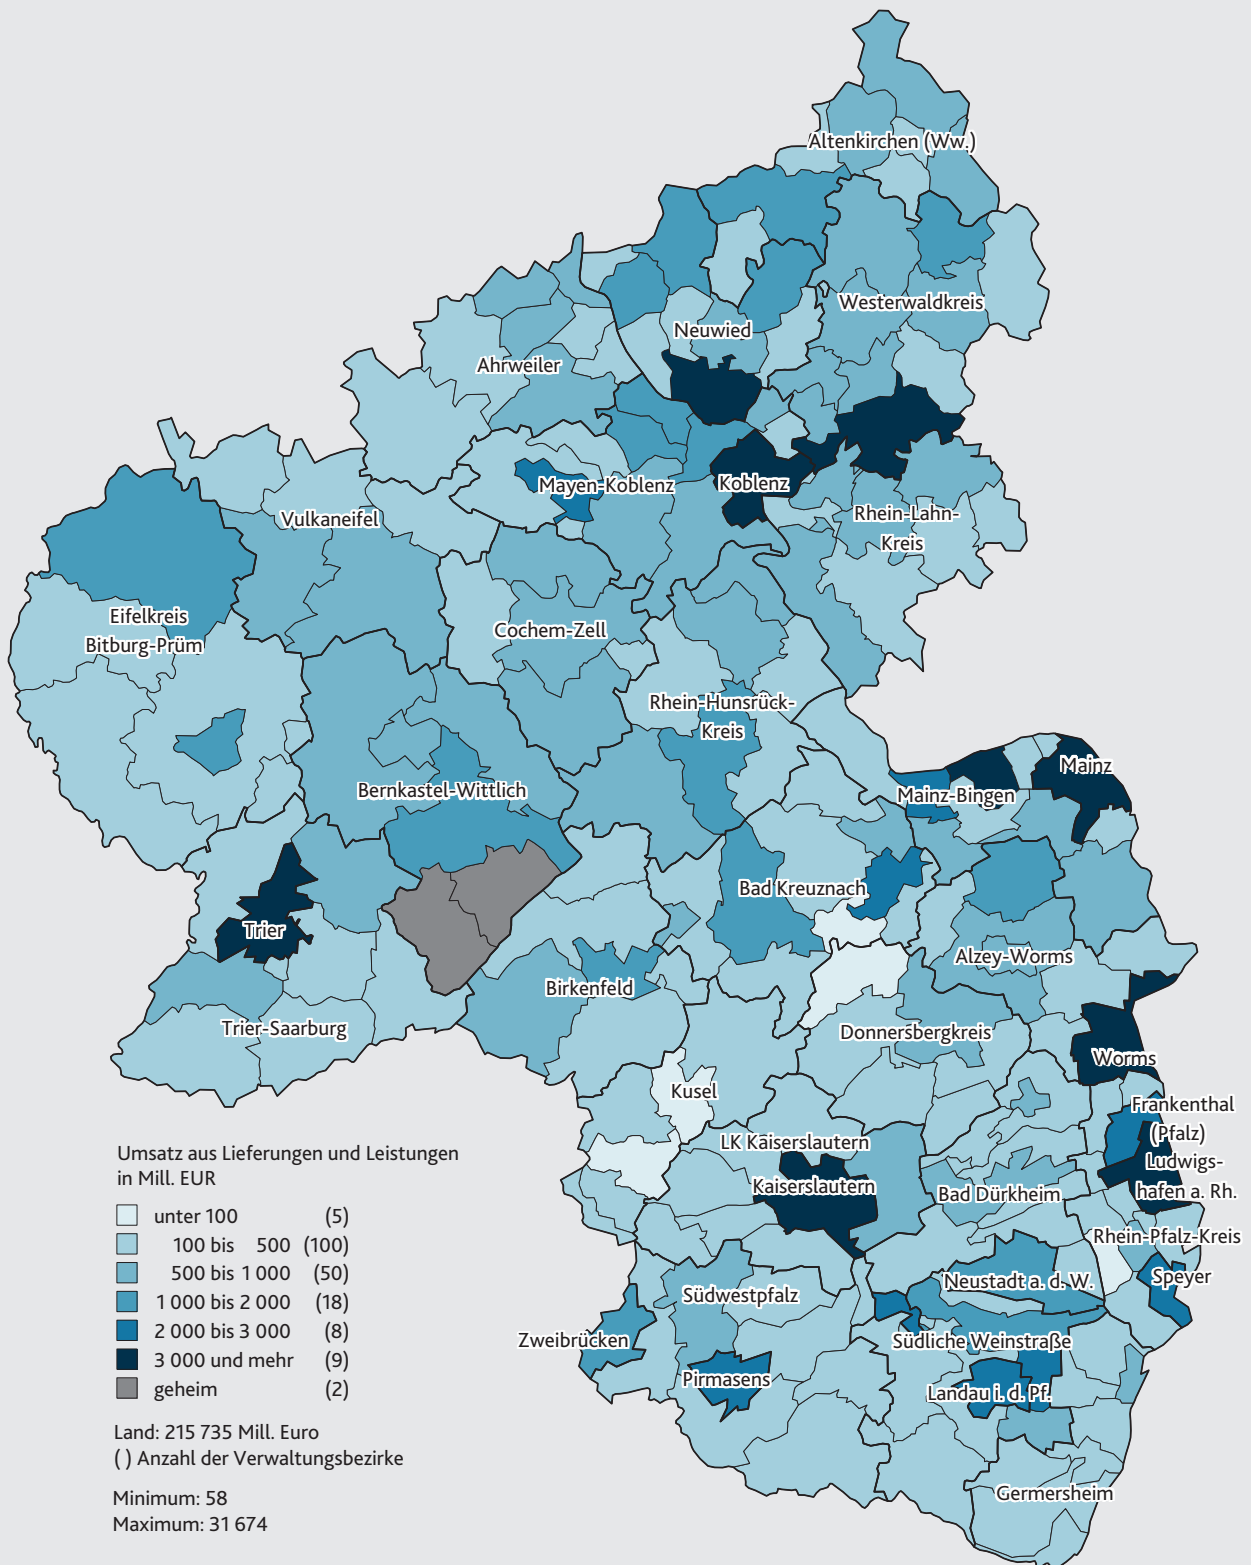 Altenkirchen (Ww.)
Westerwaldkreis
Neuwied
Ahrweiler
Mayen-Koblenz
Koblenz
Rhein-Lahn-
Kreis
Vulkaneifel
Eifelkreis
Bitburg-Prüm
Cochem-Zell
Rhein-Hunsrück-
Kreis
Mainz
Mainz-Bingen
Bernkastel-Wittlich
Bad Kreuznach
Trier
Alzey-Worms
Birkenfeld
Trier-Saarburg
Donnersbergkreis
Worms
Kusel
Frankenthal
(Pfalz)
LK Kaiserslautern
Ludwigs-
hafen a. Rh.
Kaiserslautern
Bad Dürkheim
Rhein-Pfalz-Kreis
Speyer
Neustadt a. d. W.
Südwestpfalz
Zweibrücken
Südliche Weinstraße
Pirmasens
Landau i. d. Pf.
Germersheim
Umsatz aus Lieferungen und Leistungen
in Mill. EUR
unter 100 (5)
100 bis 500 (100)
500 bis 1 000 (50)
1 000 bis 2 000 (18)
2 000 bis 3 000 (8)
3 000 und mehr (9)
geheim (2)
Land: 215 735 Mill. Euro
( ) Anzahl der Verwaltungsbezirke
Minimum: 58
Maximum: 31 674